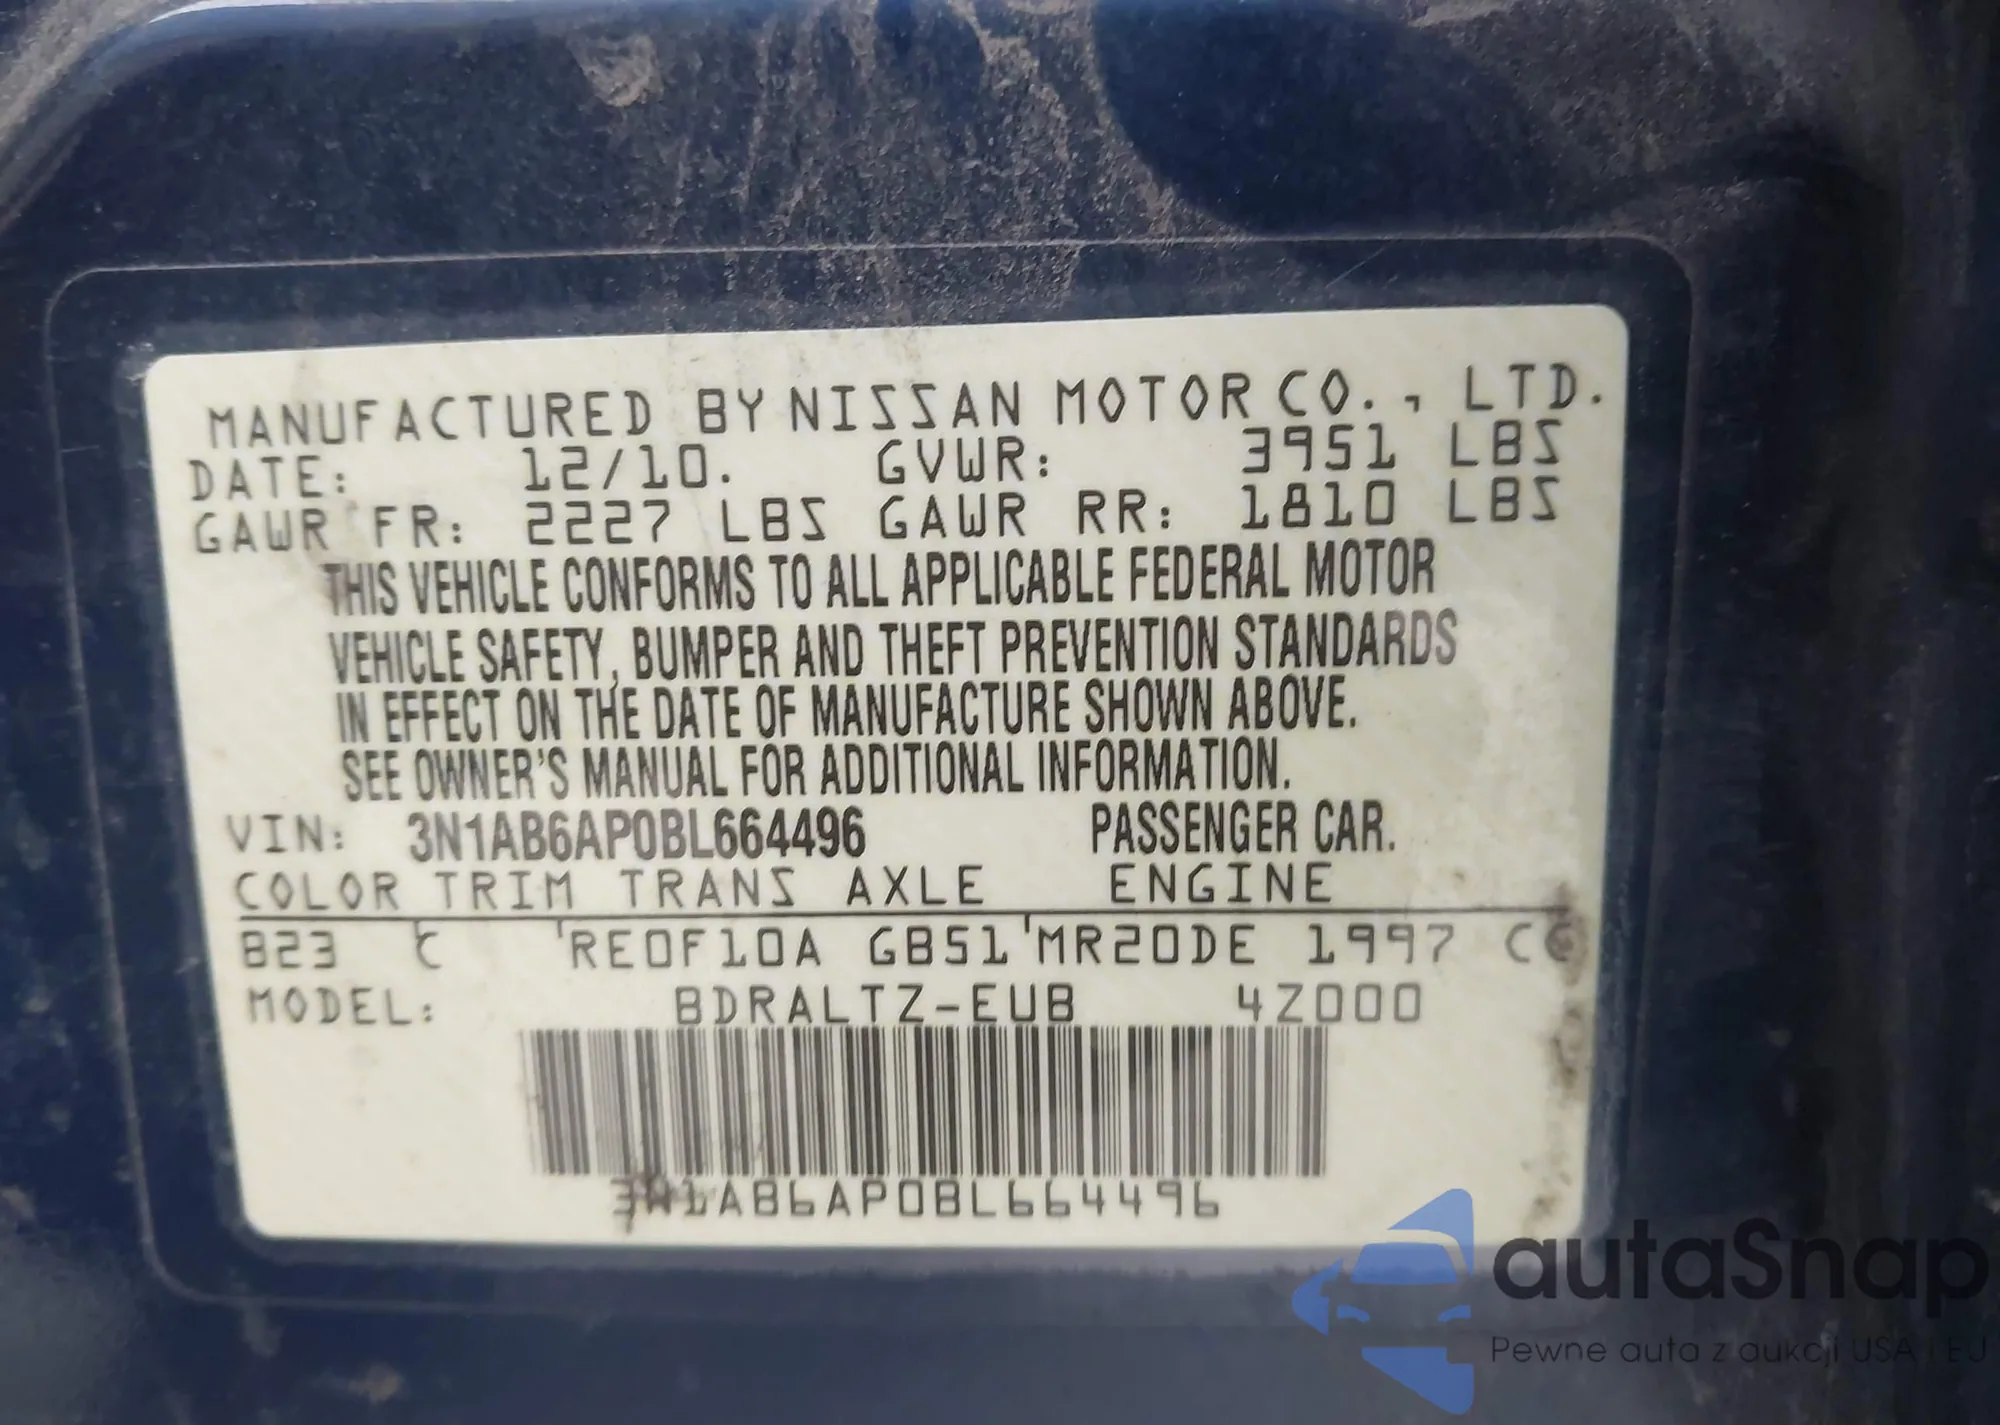 MANUFACTURED BY NISSAN MOTOR CO., LTD.
DATE: 12/10. GVWR: 3951 LBS
GAWR FR: 2227 LBS GAWR RR: 1810 LBS
THIS VEHICLE CONFORMS TO ALL APPLICABLE FEDERAL MOTOR
VEHICLE SAFETY, BUMPER AND THEFT PREVENTION STANDARDS
IN EFFECT ON THE DATE OF MANUFACTURE SHOWN ABOVE.
SEE OWNER'S MANUAL FOR ADDITIONAL INFORMATION.
VIN: 3N1AB6AP0BL664496 PASSENGER CAR.
COLOR TRIM TRANS AXLE ENGINE
B23 C RE0F10A GB51 MR20DE 1997 CC
MODEL: BDRALTZ-EUB 4Z000
3N1AB6AP0BL664496
autaSnap
Pewne auta z aukcji USA i EU